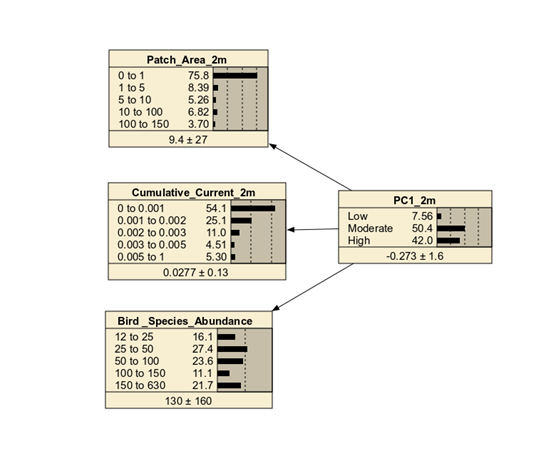 Patch_Area_2m
0 to 1 75.8
1 to 5 8.39
5 to 10 5.26
10 to 100 6.82
100 to 150 3.70
9.4 ± 27
Cumulative_Current_2m
0 to 0.001 54.1
0.001 to 0.002 25.1
0.002 to 0.003 11.0
0.003 to 0.005 4.51
0.005 to 1 5.30
0.0277 ± 0.13
PC1_2m
Low 7.56
Moderate 50.4
High 42.0
-0.273 ± 1.6
Bird _Species_Abundance
12 to 25 16.1
25 to 50 27.4
50 to 100 23.6
100 to 150 11.1
150 to 630 21.7
130 ± 160